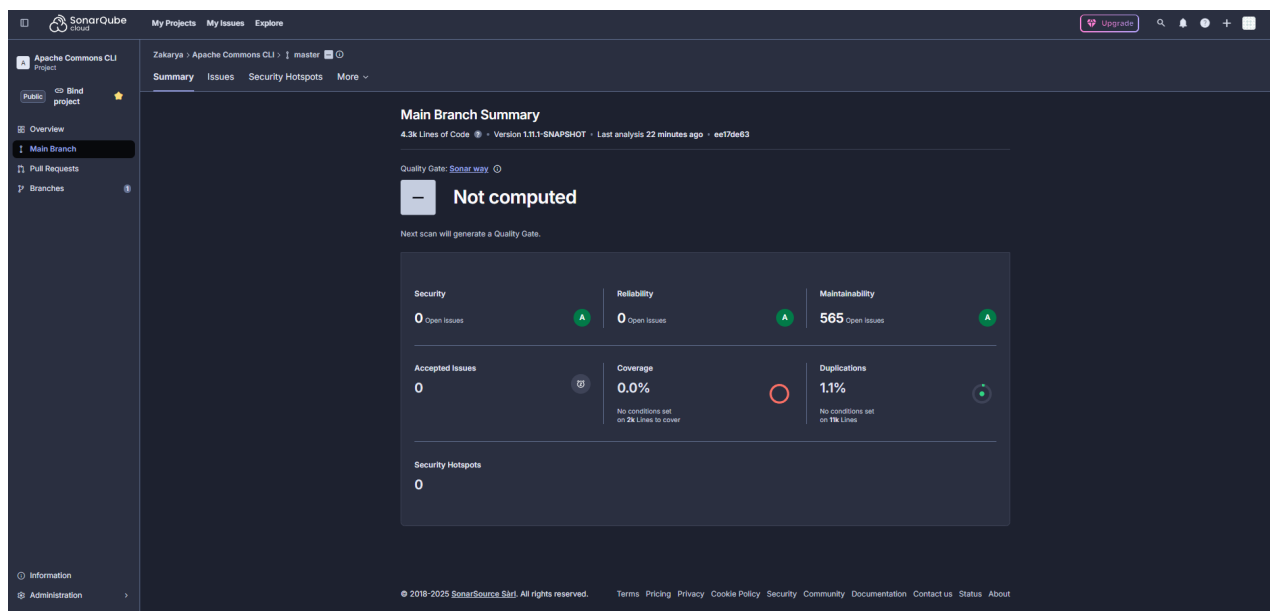 SonarQube cloud
My Projects My Issues Explore
Upgrade
A Apache Commons CLI
Project
Public Bind project
Overview
Main Branch
Pull Requests
Branches 1
Information
Administration
Zakarya > Apache Commons CLI > master
Summary Issues Security Hotspots More
Main Branch Summary
4.3k Lines of Code ? • Version 1.11.1-SNAPSHOT • Last analysis 22 minutes ago • ee17de63
Quality Gate: Sonar way
Not computed
Next scan will generate a Quality Gate.
Security Reliability Maintainability
0 Open issues A 0 Open issues A 565 Open issues A
Accepted Issues Coverage Duplications
0 0.0% 1.1%
No conditions set No conditions set
on 2k Lines to cover on 11k Lines
Security Hotspots
0
© 2018-2025 SonarSource Sàrl. All rights reserved. Terms Pricing Privacy Cookie Policy Security Community Documentation Contact us Status About